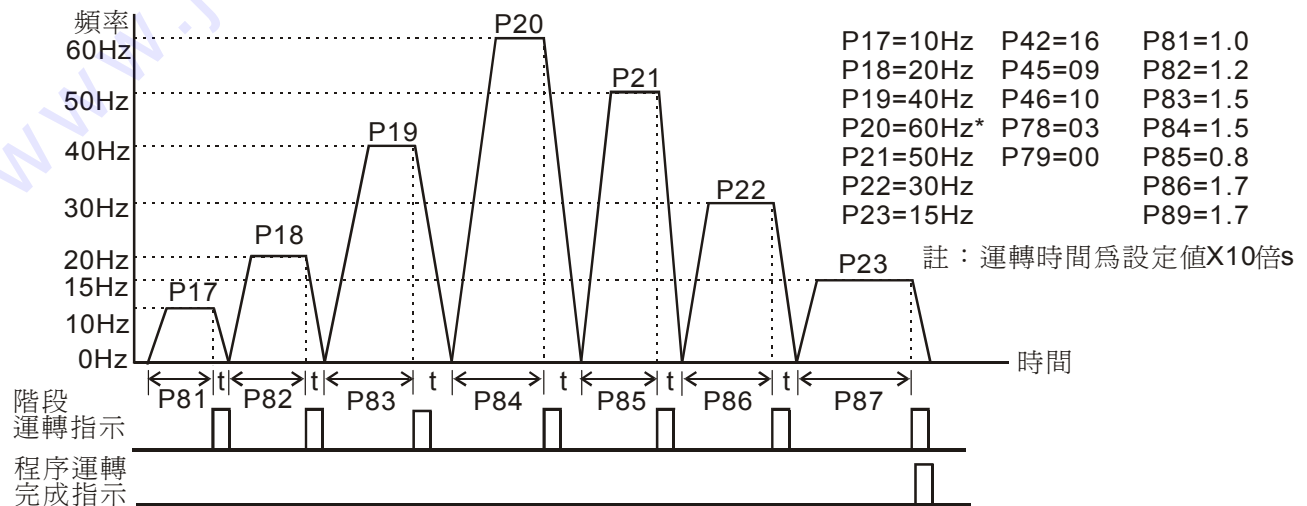 頻率
60Hz
50Hz
40Hz
30Hz
20Hz
15Hz
10Hz
0Hz
P17
P18
P19
P20
P21
P22
P23
時間
P81 t P82 t P83 t P84 t P85 t P86 t P87
階段
運轉指示
程序運轉
完成指示
P17=10Hz P42=16 P81=1.0
P18=20Hz P45=09 P82=1.2
P19=40Hz P46=10 P83=1.5
P20=60Hz* P78=03 P84=1.5
P21=50Hz P79=00 P85=0.8
P22=30Hz P86=1.7
P23=15Hz P89=1.7
註：運轉時間爲設定值X10倍s
www.j